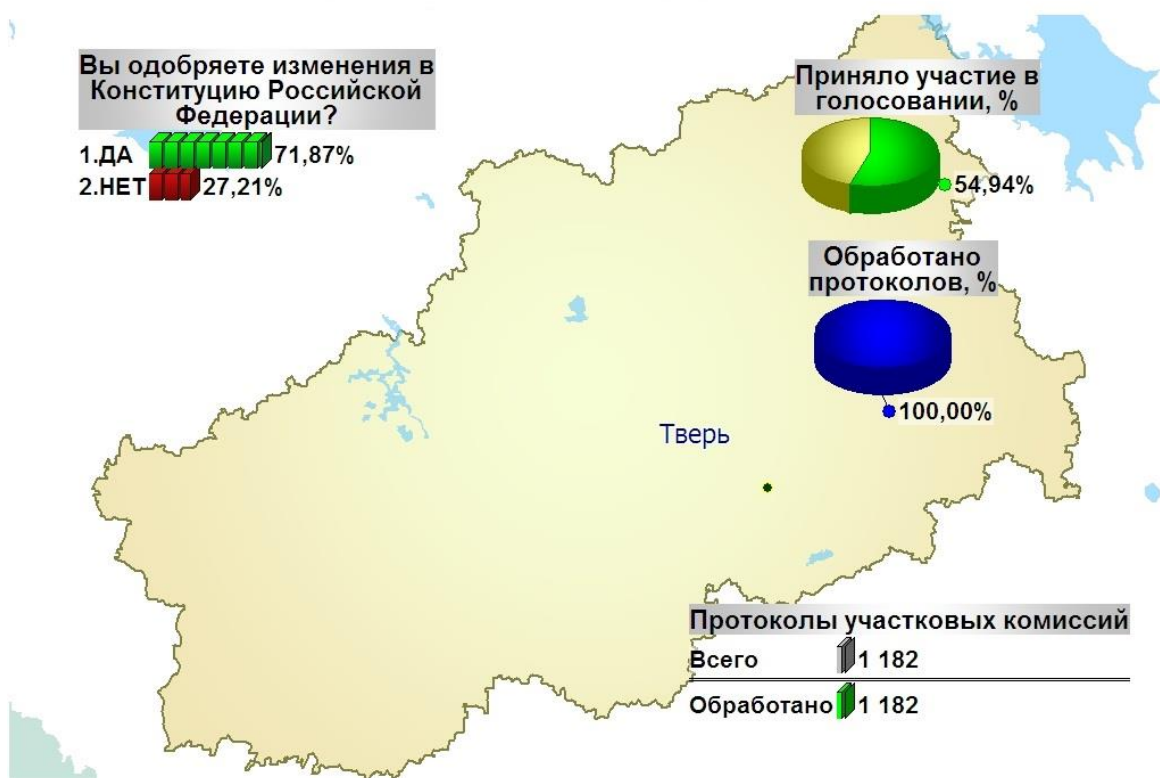 Вы одобряете изменения в
Конституцию Российской
Федерации?
1.ДА 71,87%
2.НЕТ 27,21%
Приняло участие в
голосовании, %
54,94%
Обработано
протоколов, %
100,00%
Тверь
Протоколы участковых комиссий
Всего 1 182
Обработано 1 182